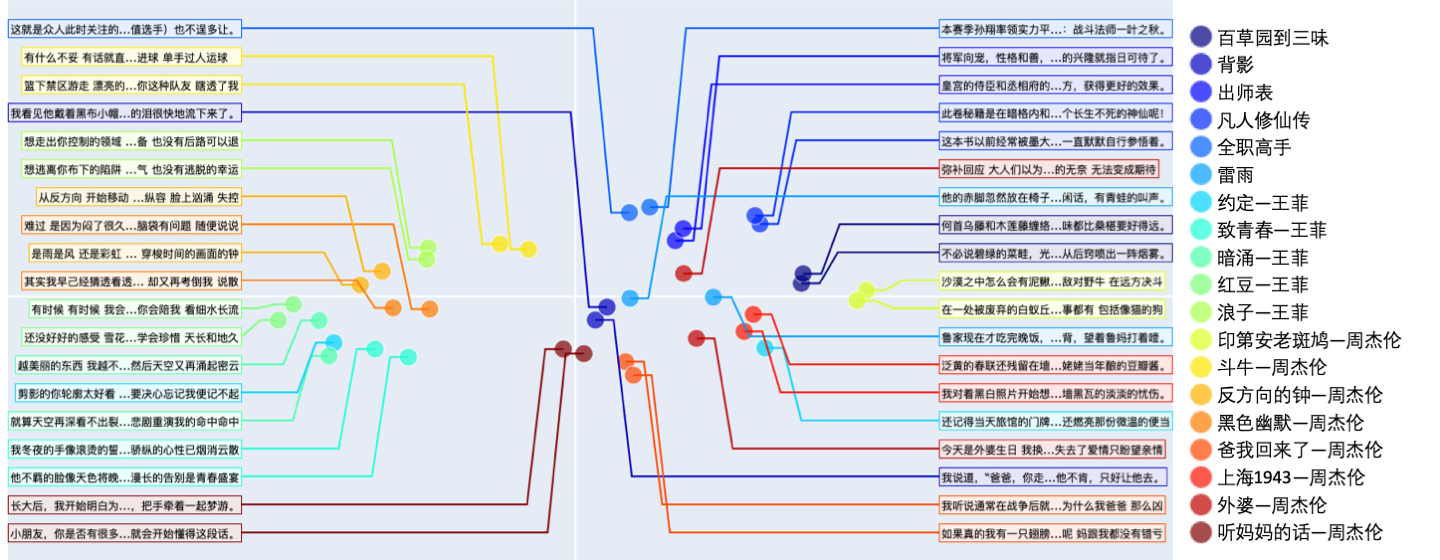 这就是众人此时关注的...值选手）也不逞多让。
有什么不妥 有话就直...进球 单手过人运球
篮下禁区游走 漂亮的...你这种队友 瞎透了我
我看见他戴着黑布小帽...的泪很快地流下来了。
想走出你控制的领域 ...备 也没有后路可以退
想逃离你布下的陷阱 ...气 也没有逃脱的幸运
从反方向 开始移动 ...纵容 脸上汹涌 失控
难过 是因为闷了很久...脑袋有问题 随便说说
是雨是风 还是彩虹 ... 穿梭时间的画面的钟
其实我早己经猜透看透... 却又再考倒我 说散
有时候 有时候 我会...你会陪我 看细水长流
还没好好的感受 雪花...学会珍惜 天长和地久
越美丽的东西 我越不...然后天空又再涌起密云
剪影的你轮廓太好看 ...要决心忘记我便记不起
就算天空再深看不出裂...悲剧重演我的命中命中
我冬夜的手像滚烫的誓...骄纵的心性已烟消云散
他不羁的脸像天色将晚...漫长的告别是青春盛宴
长大后，我开始明白为...，把手牵着一起梦游。
小朋友，你是否有很多...就会开始懂得这段话。
本赛季孙翔率领实力平...：战斗法师一叶之秋。
将军向宠，性格和善，...的兴隆就指日可待了。
皇宫的侍臣和丞相府的...方，获得更好的效果。
此卷秘籍是在暗格内和...个长生不死的神仙呢！
这本书以前经常被墨大...一直默默自行参悟着。
弥补回应 大人们以为...的无奈 无法变成期待
他的赤脚忽然放在椅子...闲话，有青蛙的叫声。
何首乌藤和木莲藤缠络...味都比桑椹要好得远。
不必说碧绿的菜畦，光...从后窍喷出一阵烟雾。
沙漠之中怎么会有泥鳅...敌对野牛 在远方决斗
在一处被废弃的白蚁丘...事都有 包括像猫的狗
鲁家现在才吃完晚饭，...背，望着鲁妈打着噎。
泛黄的春联还残留在墙...姥姥当年酿的豆瓣酱。
我对着黑白照片开始想...墙黑瓦的淡淡的忧伤。
还记得当天旅馆的门牌...还燃亮那份微温的便当
今天是外婆生日 我换...失去了爱情只盼望亲情
我说道，“爸爸，你走...他不肯，只好让他去。
我听说通常在战争后就...为什么我爸爸 那么凶
如果真的我有一只翅膀...呢 妈跟我都没有错亏
百草园到三味
背影
出师表
凡人修仙传
全职高手
雷雨
约定—王菲
致青春—王菲
暗涌—王菲
红豆—王菲
浪子—王菲
印第安老斑鸠—周杰伦
斗牛—周杰伦
反方向的钟—周杰伦
黑色幽默—周杰伦
爸我回来了—周杰伦
上海1943—周杰伦
外婆—周杰伦
听妈妈的话—周杰伦